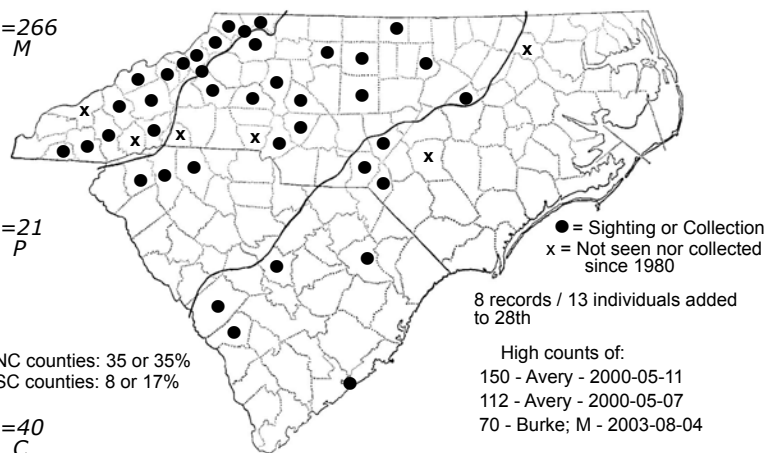 =266
M
=21
P
● = Sighting or Collection
x = Not seen nor collected
since 1980
8 records / 13 individuals added
to 28th
NC counties: 35 or 35%
SC counties: 8 or 17%
High counts of:
150 - Avery - 2000-05-11
112 - Avery - 2000-05-07
70 - Burke; M - 2003-08-04
=40
C